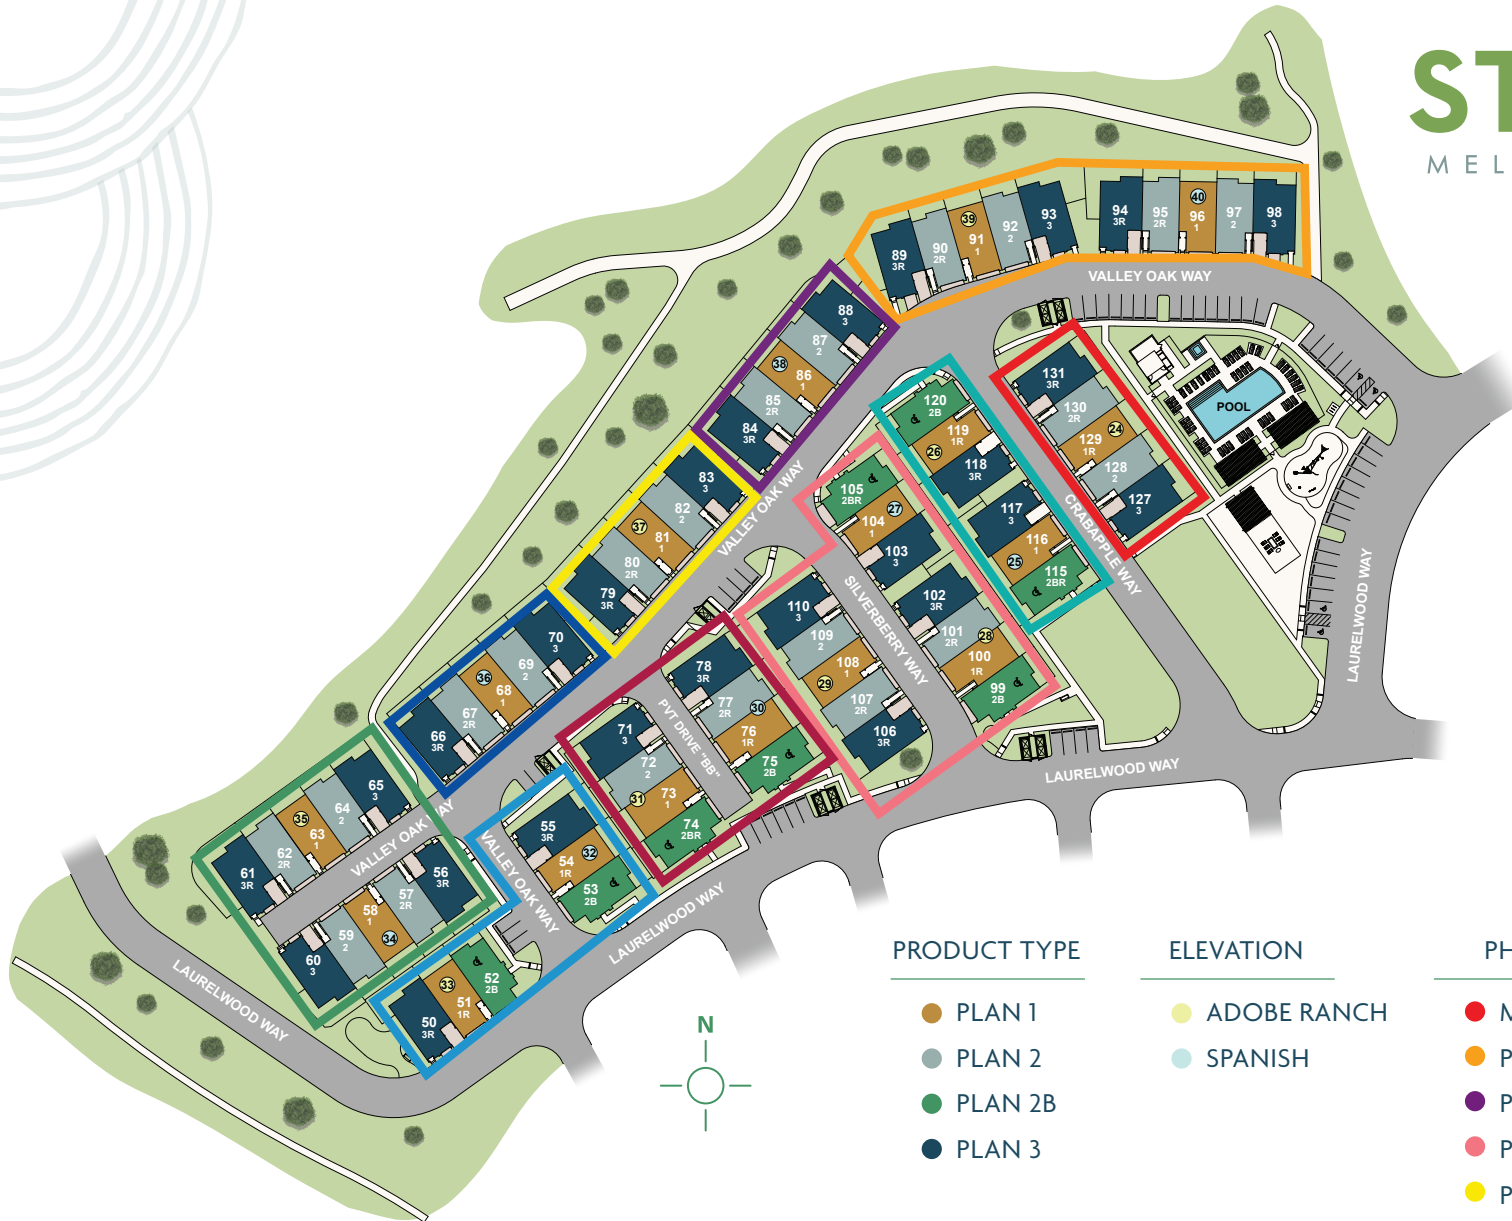 ST
MEL
94
3R
95
2R
40
96
1
97
2
98
3
89
3R
90
2R
39
91
1
92
2
93
3
VALLEY OAK WAY
88
3
87
2
38
86
1
85
2R
84
3R
131
3R
130
2R
24
129
1R
128
2
127
3
POOL
120
2B
119
1R
26
118
3R
117
3
116
1
25
115
2BR
CRABAPPLE WAY
LAURELWOOD WAY
83
3
82
2
37
81
1
80
2R
79
3R
VALLEY OAK WAY
105
2BR
27
104
1
103
3
102
3R
101
2R
28
100
1R
99
2B
SILVERBERRY WAY
110
3
109
2
108
1
29
107
2R
106
3R
LAURELWOOD WAY
70
3
69
2
36
68
1
67
2R
66
3R
78
3R
77
2R
30
76
1R
75
2B
PVT DRIVE "BB"
71
3
72
2
31
73
1
74
2BR
65
3
64
2
35
63
1
62
2R
61
3R
VALLEY OAK WAY
56
3R
57
2R
58
1
34
59
2
60
3
55
3R
32
54
1R
53
2B
VALLEY OAK WAY
52
2B
33
51
1R
50
3R
LAURELWOOD WAY
LAURELWOOD WAY
N
PRODUCT TYPE
PLAN 1
PLAN 2
PLAN 2B
PLAN 3
ELEVATION
ADOBE RANCH
SPANISH
PH
M
P
P
P
P